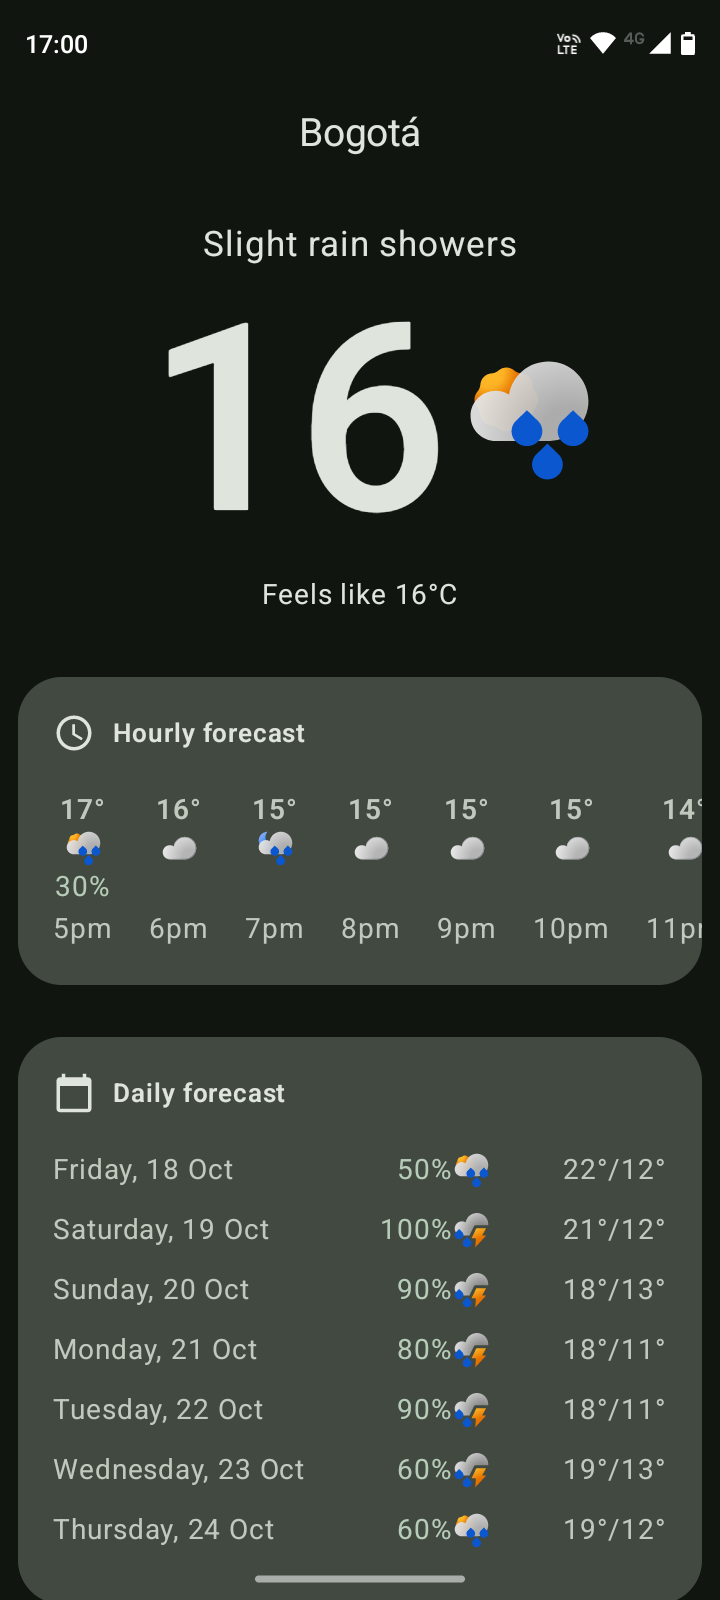 17:00
Vo LTE 4G
Bogotá
Slight rain showers
16
Feels like 16°C
Hourly forecast
17° 16° 15° 15° 15° 15° 14°
30%
5pm 6pm 7pm 8pm 9pm 10pm 11p
Daily forecast
Friday, 18 Oct 50% 22°/12°
Saturday, 19 Oct 100% 21°/12°
Sunday, 20 Oct 90% 18°/13°
Monday, 21 Oct 80% 18°/11°
Tuesday, 22 Oct 90% 18°/11°
Wednesday, 23 Oct 60% 19°/13°
Thursday, 24 Oct 60% 19°/12°